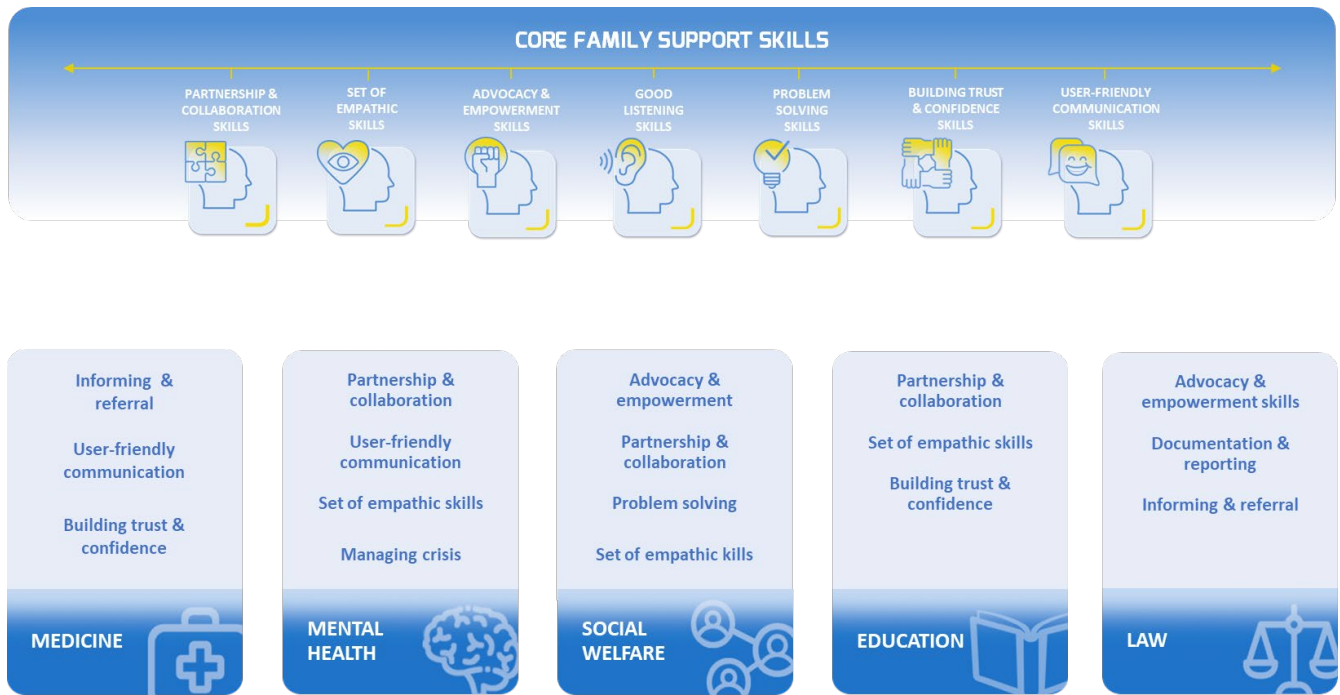 CORE FAMILY SUPPORT SKILLS
PARTNERSHIP &
COLLABORATION
SKILLS
SET OF
EMPATHIC
SKILLS
ADVOCACY &
EMPOWERMENT
SKILLS
GOOD
LISTENING
SKILLS
PROBLEM
SOLVING
SKILLS
BUILDING TRUST
& CONFIDENCE
SKILLS
USER-FRIENDLY
COMMUNICATION
SKILLS
Informing &
referral
User-friendly
communication
Building trust &
confidence
MEDICINE
Partnership &
collaboration
User-friendly
communication
Set of empathic skills
Managing crisis
MENTAL
HEALTH
Advocacy &
empowerment
Partnership &
collaboration
Problem solving
Set of empathic kills
SOCIAL
WELFARE
Partnership &
collaboration
Set of empathic skills
Building trust &
confidence
EDUCATION
Advocacy &
empowerment skills
Documentation &
reporting
Informing & referral
LAW